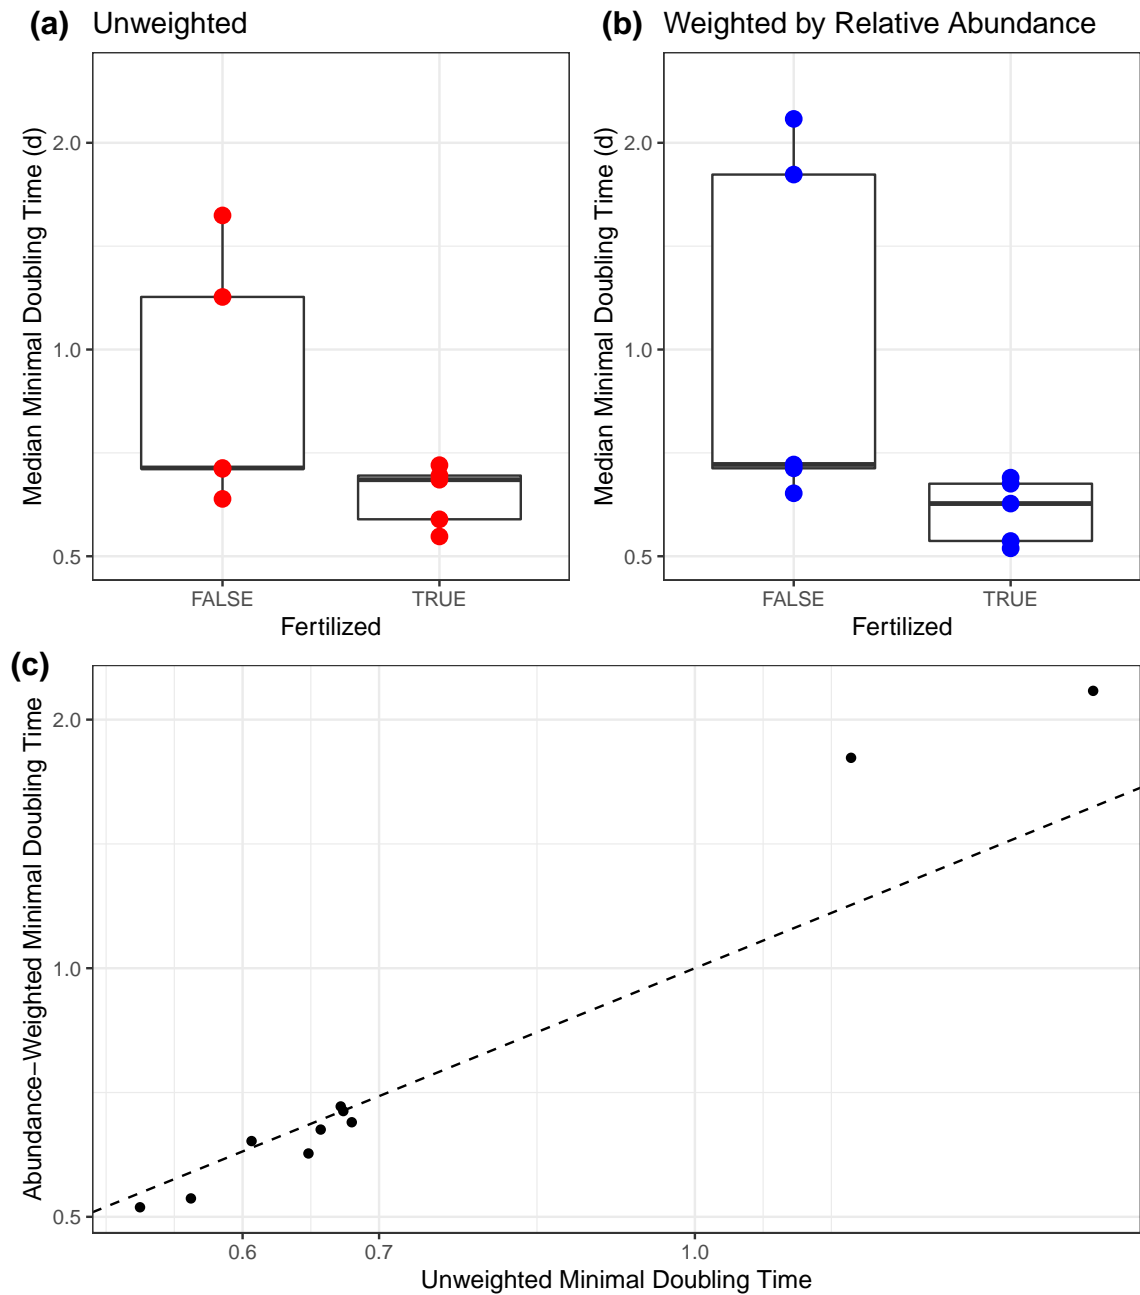 (a) Unweighted
(b) Weighted by Relative Abundance
Median Minimal Doubling Time (d)
2.0
1.0
0.5
FALSE TRUE
Fertilized
Median Minimal Doubling Time (d)
2.0
1.0
0.5
FALSE TRUE
Fertilized
(c)
Abundance−Weighted Minimal Doubling Time
2.0
1.0
0.5
0.6 0.7 1.0
Unweighted Minimal Doubling Time